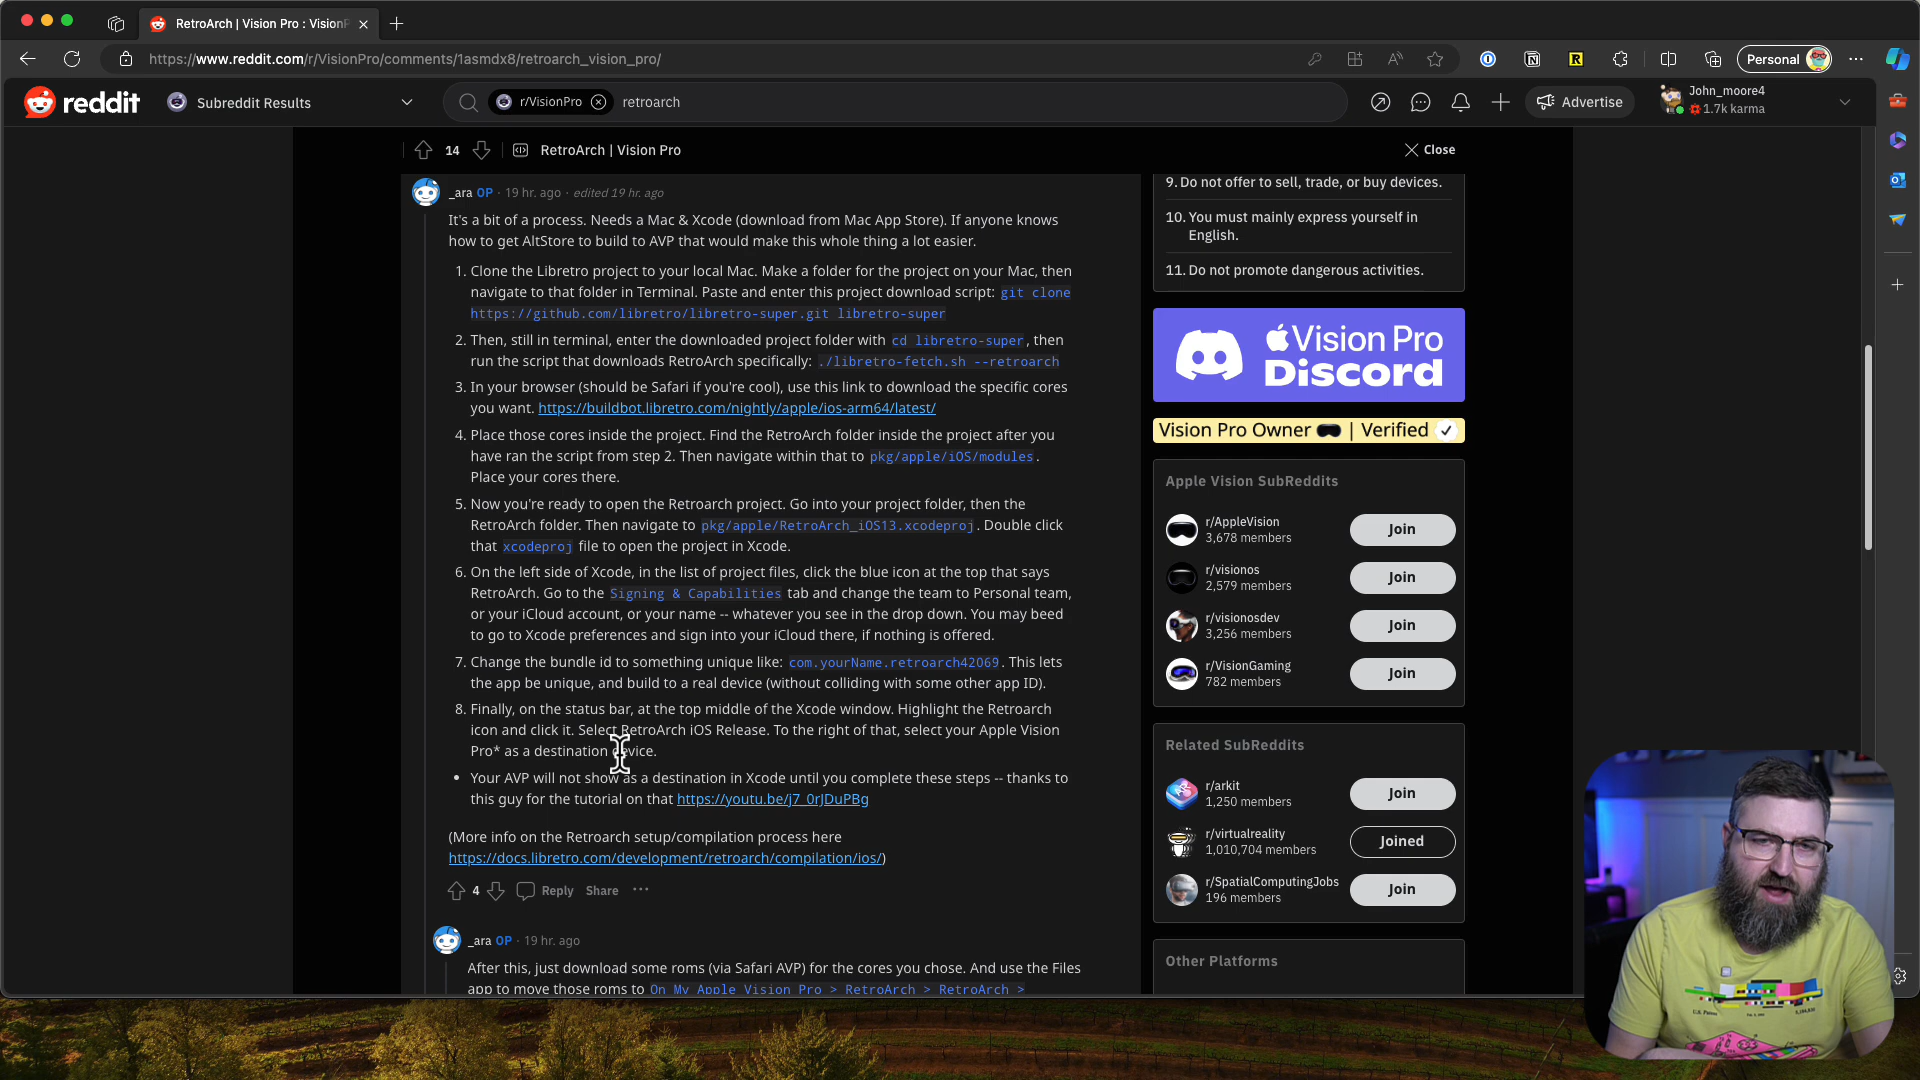 RetroArch | Vision Pro : VisionP
https://www.reddit.com/r/VisionPro/comments/1asmdx8/retroarch_vision_pro/
Personal
reddit
Subreddit Results
r/VisionPro
retroarch
Advertise
John_moore4
1.7k karma
14
RetroArch | Vision Pro
Close
_ara OP · 19 hr. ago · edited 19 hr. ago
It's a bit of a process. Needs a Mac & Xcode (download from Mac App Store). If anyone knows
how to get AltStore to build to AVP that would make this whole thing a lot easier.
1. Clone the Libretro project to your local Mac. Make a folder for the project on your Mac, then
navigate to that folder in Terminal. Paste and enter this project download script: git clone
https://github.com/libretro/libretro-super.git libretro-super
2. Then, still in terminal, enter the downloaded project folder with cd libretro-super, then
run the script that downloads RetroArch specifically: ./libretro-fetch.sh --retroarch
3. In your browser (should be Safari if you're cool), use this link to download the specific cores
you want. https://buildbot.libretro.com/nightly/apple/ios-arm64/latest/
4. Place those cores inside the project. Find the RetroArch folder inside the project after you
have ran the script from step 2. Then navigate within that to pkg/apple/iOS/modules.
Place your cores there.
5. Now you're ready to open the Retroarch project. Go into your project folder, then the
RetroArch folder. Then navigate to pkg/apple/RetroArch_iOS13.xcodeproj. Double click
that xcodeproj file to open the project in Xcode.
6. On the left side of Xcode, in the list of project files, click the blue icon at the top that says
RetroArch. Go to the Signing & Capabilities tab and change the team to Personal team,
or your iCloud account, or your name -- whatever you see in the drop down. You may beed
to go to Xcode preferences and sign into your iCloud there, if nothing is offered.
7. Change the bundle id to something unique like: com.yourName.retroarch42069. This lets
the app be unique, and build to a real device (without colliding with some other app ID).
8. Finally, on the status bar, at the top middle of the Xcode window. Highlight the Retroarch
icon and click it. Select RetroArch iOS Release. To the right of that, select your Apple Vision
Pro* as a destination device.
• Your AVP will not show as a destination in Xcode until you complete these steps -- thanks to
this guy for the tutorial on that https://youtu.be/j7_0rJDuPBg
(More info on the Retroarch setup/compilation process here
https://docs.libretro.com/development/retroarch/compilation/ios/)
4
Reply
Share
_ara OP · 19 hr. ago
After this, just download some roms (via Safari AVP) for the cores you chose. And use the Files
app to move those roms to On My Apple Vision Pro > RetroArch > RetroArch >
9. Do not offer to sell, trade, or buy devices.
10. You must mainly express yourself in
English.
11. Do not promote dangerous activities.
Vision Pro
Discord
Vision Pro Owner | Verified
Apple Vision SubReddits
r/AppleVision
3,678 members
Join
r/visionos
2,579 members
Join
r/visionosdev
3,256 members
Join
r/VisionGaming
782 members
Join
Related SubReddits
r/arkit
1,250 members
Join
r/virtualreality
1,010,704 members
Joined
r/SpatialComputingJobs
196 members
Join
Other Platforms